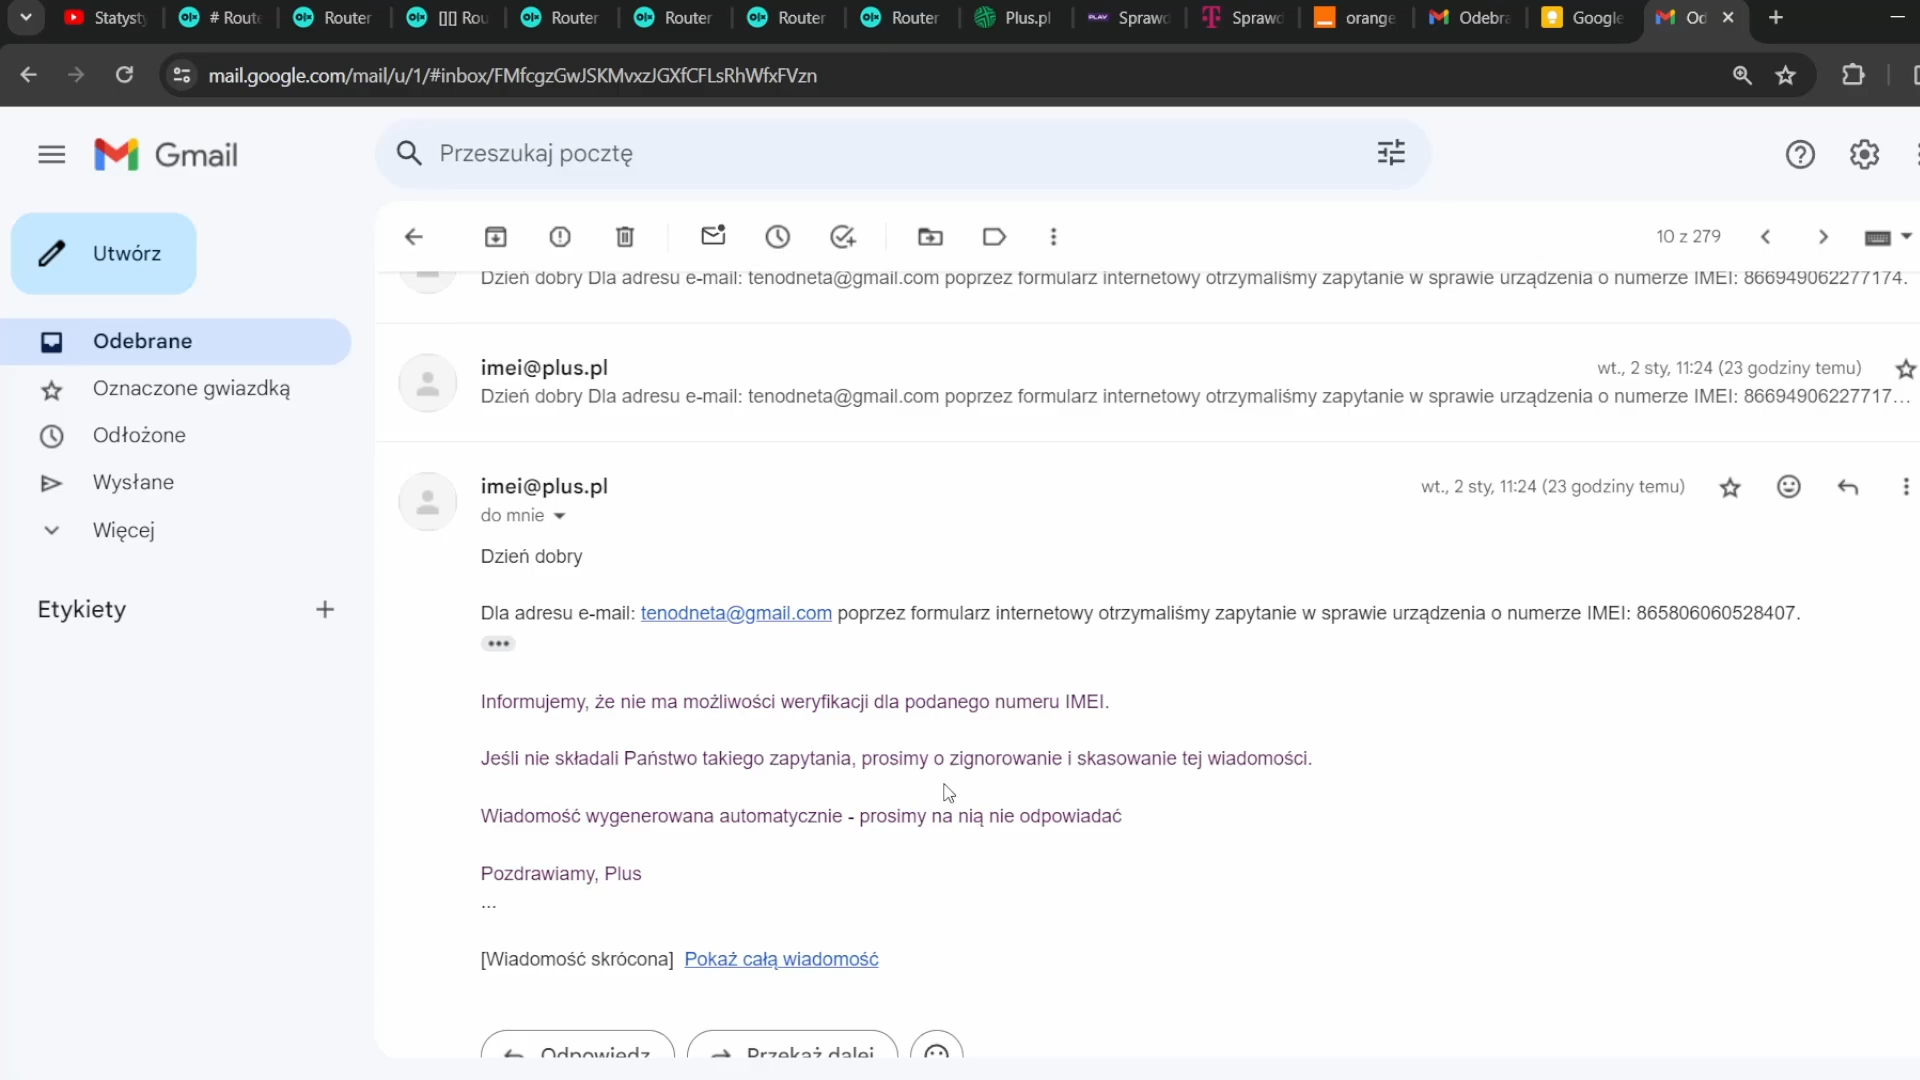 Statysty
# Route
Router
[][] Rou
Router
Router
Router
Router
Plus.pl
PLAY
Sprawd
Sprawd
orange
Odebra
Google
Od
mail.google.com/mail/u/1/#inbox/FMfcgzGwJSKMvxzJGXfCFLsRhWfxFVzn
Gmail
Przeszukaj pocztę
Utwórz
10 z 279
Odebrane
Oznaczone gwiazdką
Odłożone
Wysłane
Więcej
Etykiety
Dzień dobry Dla adresu e-mail: tenodneta@gmail.com poprzez formularz internetowy otrzymaliśmy zapytanie w sprawie urządzenia o numerze IMEI: 866949062277174.
imei@plus.pl
wt., 2 sty, 11:24 (23 godziny temu)
Dzień dobry Dla adresu e-mail: tenodneta@gmail.com poprzez formularz internetowy otrzymaliśmy zapytanie w sprawie urządzenia o numerze IMEI: 86694906227717...
imei@plus.pl
wt., 2 sty, 11:24 (23 godziny temu)
do mnie
Dzień dobry
Dla adresu e-mail: tenodneta@gmail.com poprzez formularz internetowy otrzymaliśmy zapytanie w sprawie urządzenia o numerze IMEI: 865806060528407.
Informujemy, że nie ma możliwości weryfikacji dla podanego numeru IMEI.
Jeśli nie składali Państwo takiego zapytania, prosimy o zignorowanie i skasowanie tej wiadomości.
Wiadomość wygenerowana automatycznie - prosimy na nią nie odpowiadać
Pozdrawiamy, Plus
...
[Wiadomość skrócona] Pokaż całą wiadomość
Odpowiedz
Przekaż dalej